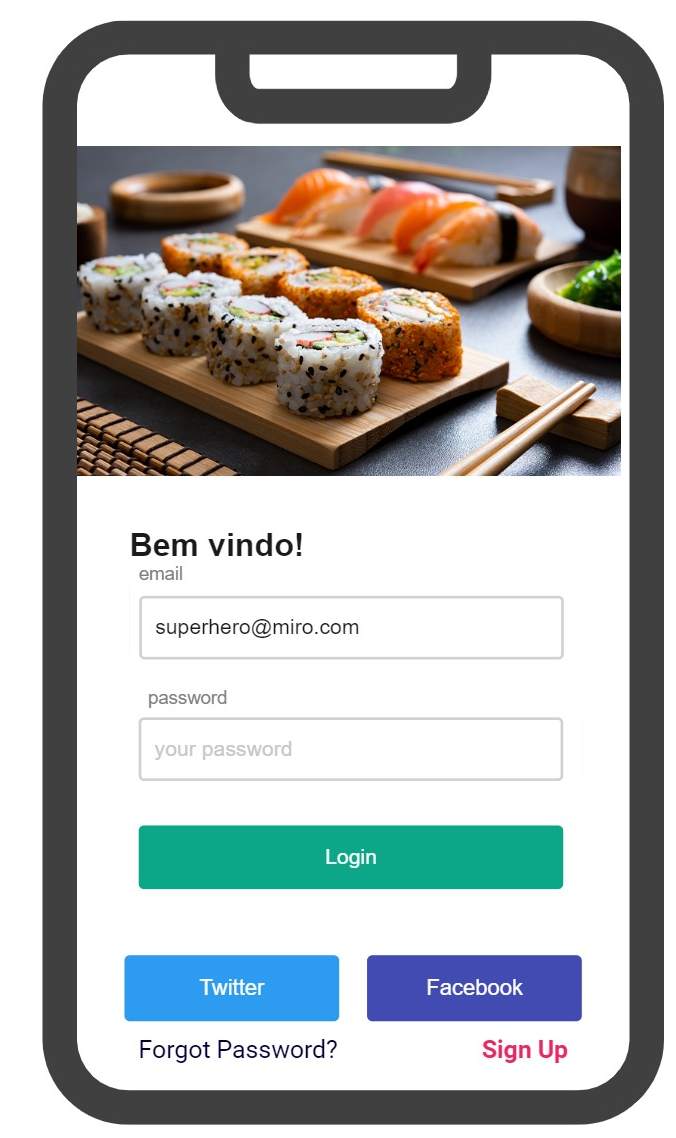 Bem vindo!
email
superhero@miro.com
password
your password
Login
Twitter Facebook
Forgot Password? Sign Up